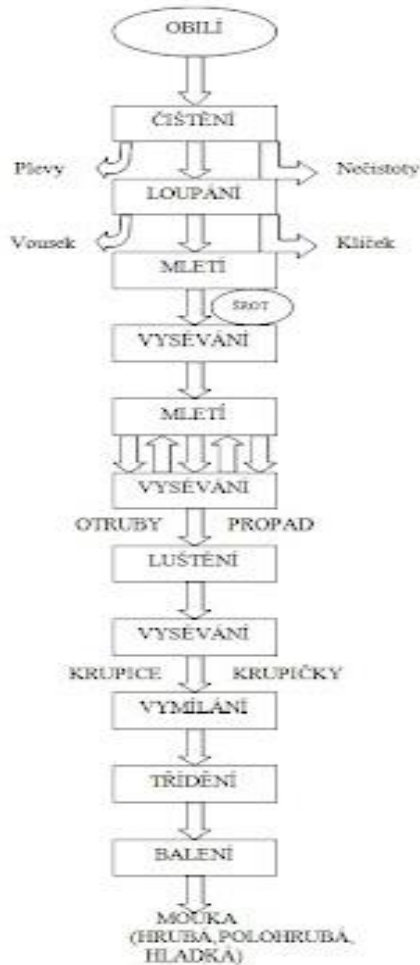 OBILÍ
ČIŠTĚNÍ
Plevy
Nečistoty
LOUPÁNÍ
Vousek
Klíček
MLETÍ
ŠROT
VYSÉVÁNÍ
MLETÍ
VYSÉVÁNÍ
OTRUBY PROPAD
LUŠTĚNÍ
VYSÉVÁNÍ
KRUPICE KRUPIČKY
VYMÍLÁNÍ
TŘÍDĚNÍ
BALENÍ
MOUKA
(HRUBÁ, POLOHRUBÁ,
HLADKÁ)